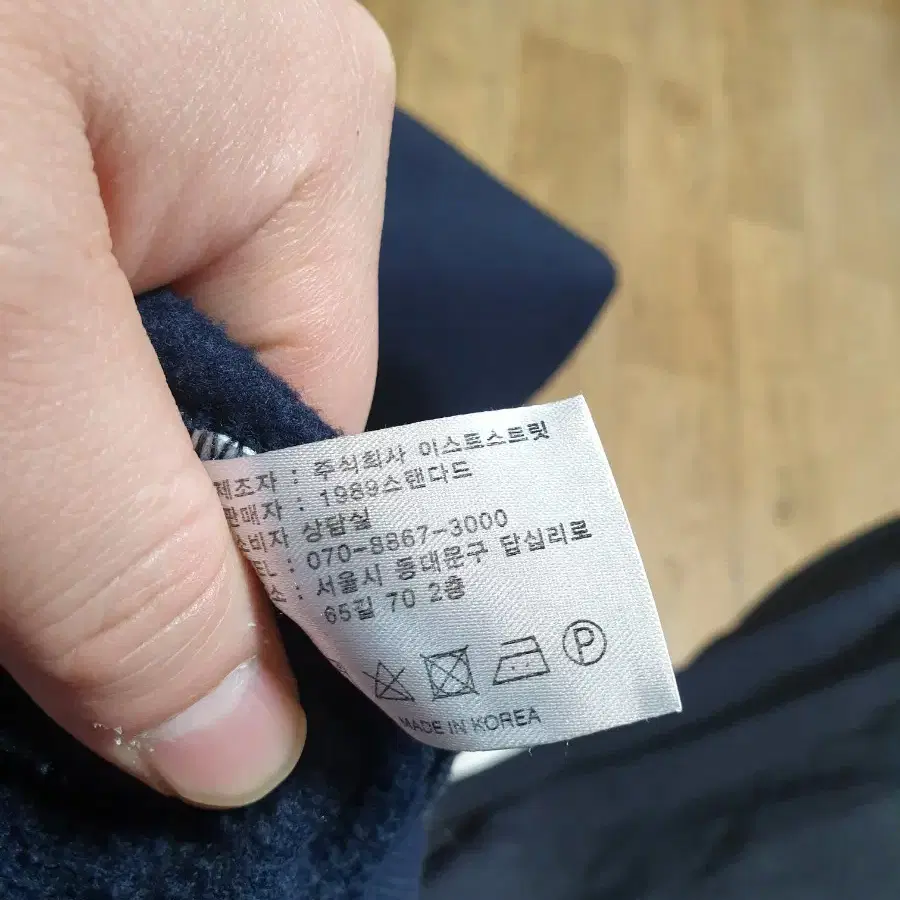 제조자 : 주식회사 이스트스트릿
판매자 : 1989스탠다드
소비자 상담실
TEL : 070-8867-3000
소 : 서울시 동대문구 답십리로
65길 70 2층
P
MADE IN KOREA